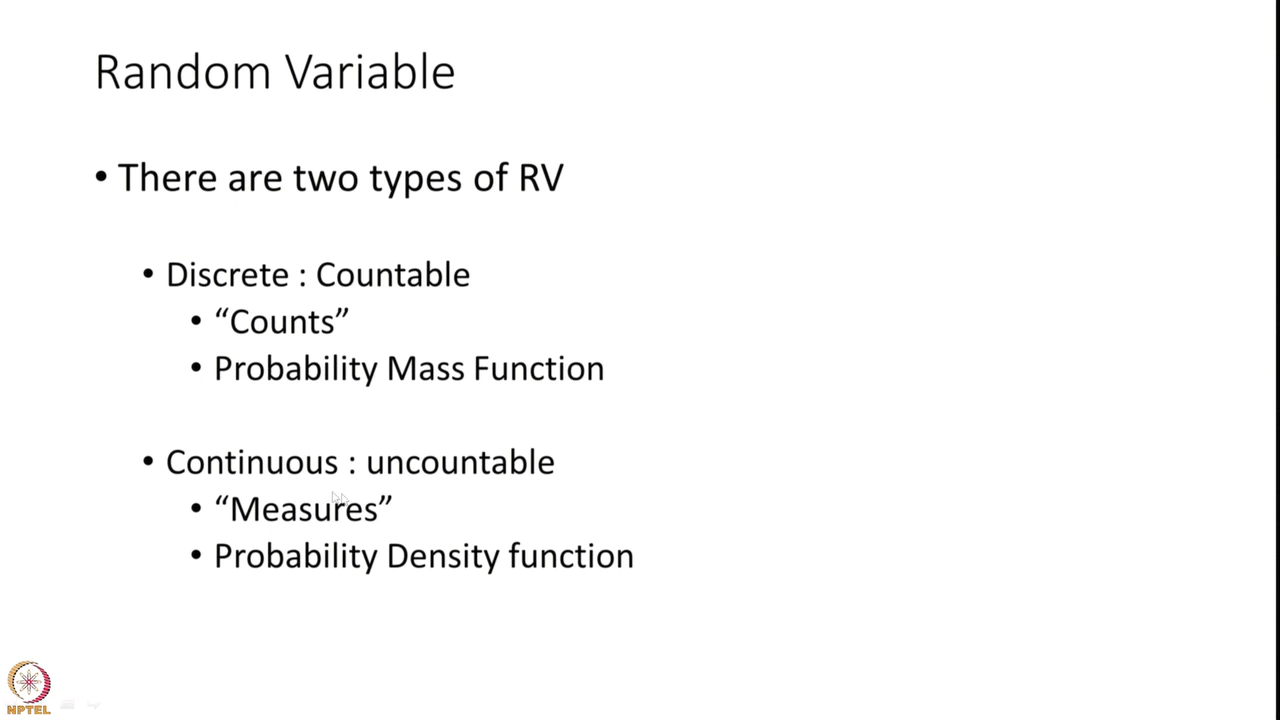 Random Variable
• There are two types of RV
• Discrete : Countable
• “Counts”
• Probability Mass Function
• Continuous : uncountable
• “Measures”
• Probability Density function
NPTEL